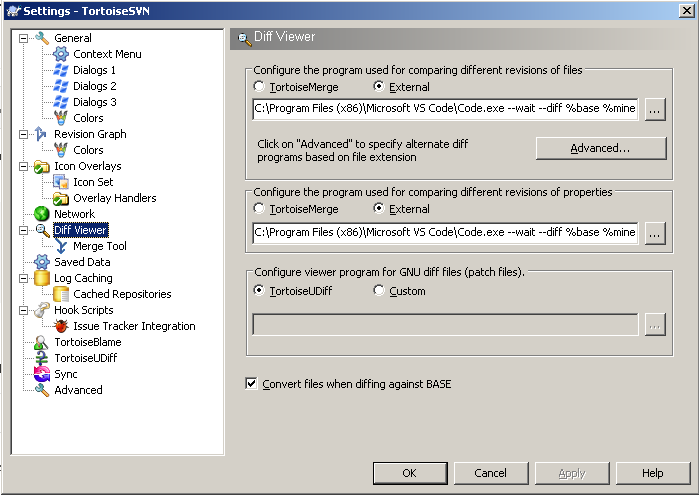 Settings - TortoiseSVN
General
Context Menu
Dialogs 1
Dialogs 2
Dialogs 3
Colors
Revision Graph
Colors
Icon Overlays
Icon Set
Overlay Handlers
Network
Diff Viewer
Merge Tool
Saved Data
Log Caching
Cached Repositories
Hook Scripts
Issue Tracker Integration
TortoiseBlame
TortoiseUDiff
Sync
Advanced
Diff Viewer
Configure the program used for comparing different revisions of files
TortoiseMerge External
C:\Program Files (x86)\Microsoft VS Code\Code.exe --wait --diff %base %mine ...
Click on "Advanced" to specify alternate diff
programs based on file extension
Advanced...
Configure the program used for comparing different revisions of properties
TortoiseMerge External
C:\Program Files (x86)\Microsoft VS Code\Code.exe --wait --diff %base %mine ...
Configure viewer program for GNU diff files (patch files).
TortoiseUDiff Custom
...
Convert files when diffing against BASE
OK Cancel Apply Help